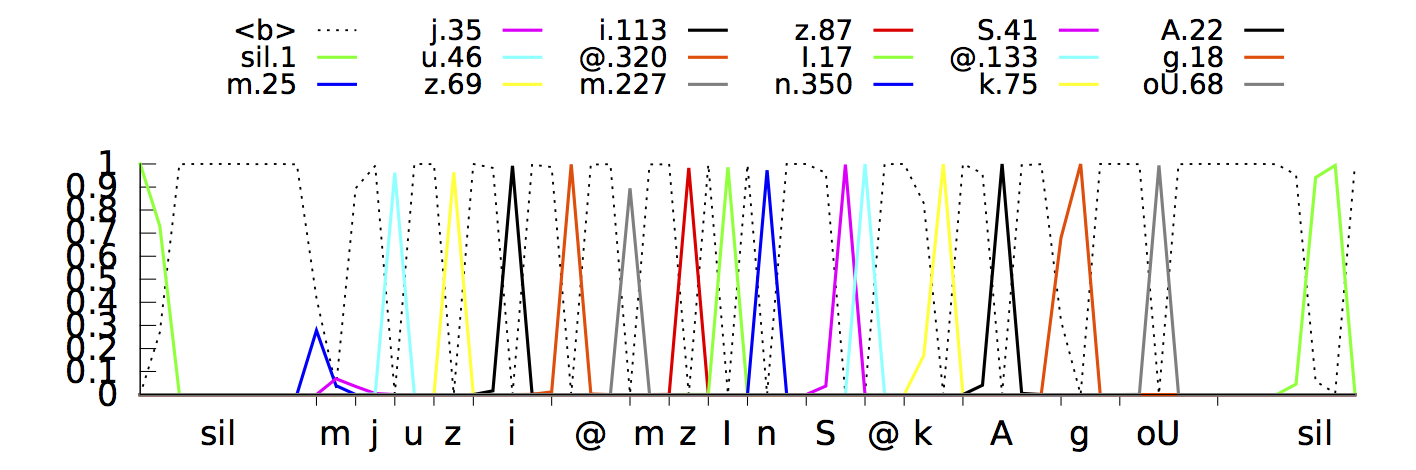 <b> j.35 i.113 z.87 S.41 A.22
sil.1 u.46 @.320 I.17 @.133 g.18
m.25 z.69 m.227 n.350 k.75 oU.68
1
0.9
0.8
0.7
0.6
0.5
0.4
0.3
0.2
0.1
0
sil m j u z i @ m z I n S @ k A g oU sil